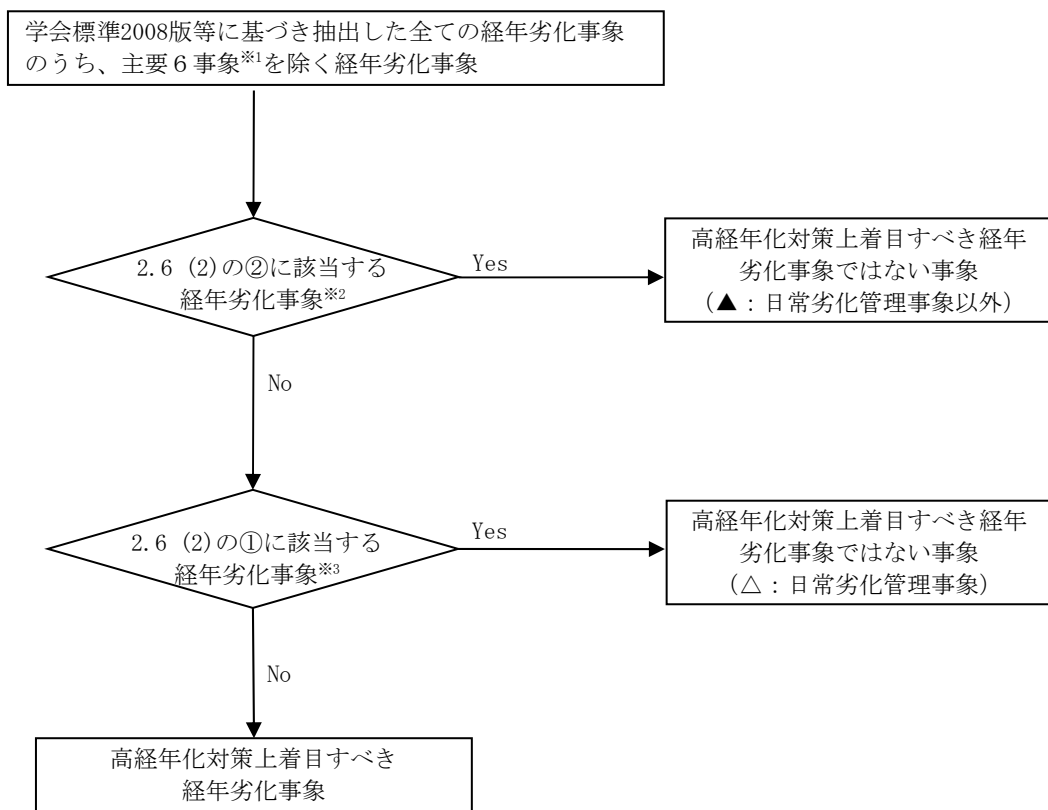 学会標準2008版等に基づき抽出した全ての経年劣化事象
のうち、主要6事象※1を除く経年劣化事象
2.6 (2)の②に該当する
経年劣化事象※2
Yes
高経年化対策上着目すべき経年
劣化事象ではない事象
（▲：日常劣化管理事象以外）
No
2.6 (2)の①に該当する
経年劣化事象※3
Yes
高経年化対策上着目すべき経年
劣化事象ではない事象
（△：日常劣化管理事象）
No
高経年化対策上着目すべき
経年劣化事象